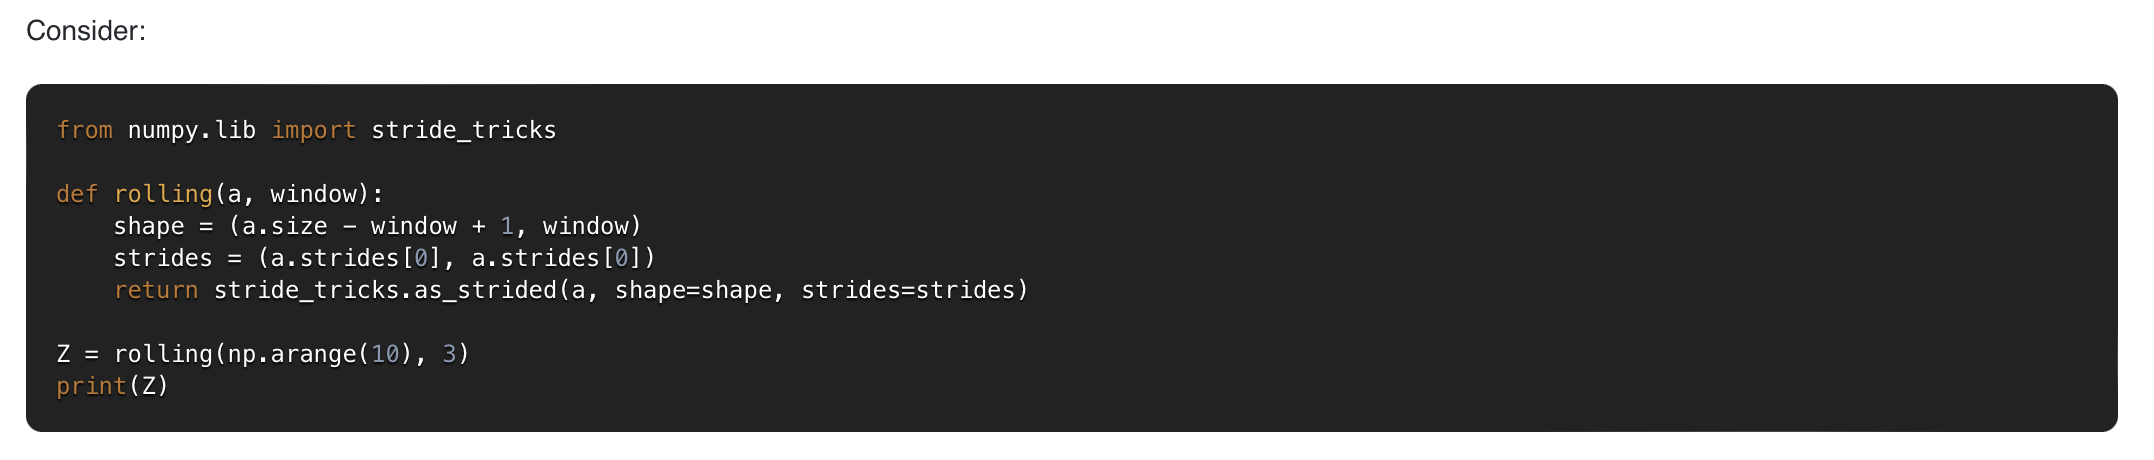 Consider:
from numpy.lib import stride_tricks
def rolling(a, window):
    shape = (a.size - window + 1, window)
    strides = (a.strides[0], a.strides[0])
    return stride_tricks.as_strided(a, shape=shape, strides=strides)
Z = rolling(np.arange(10), 3)
print(Z)